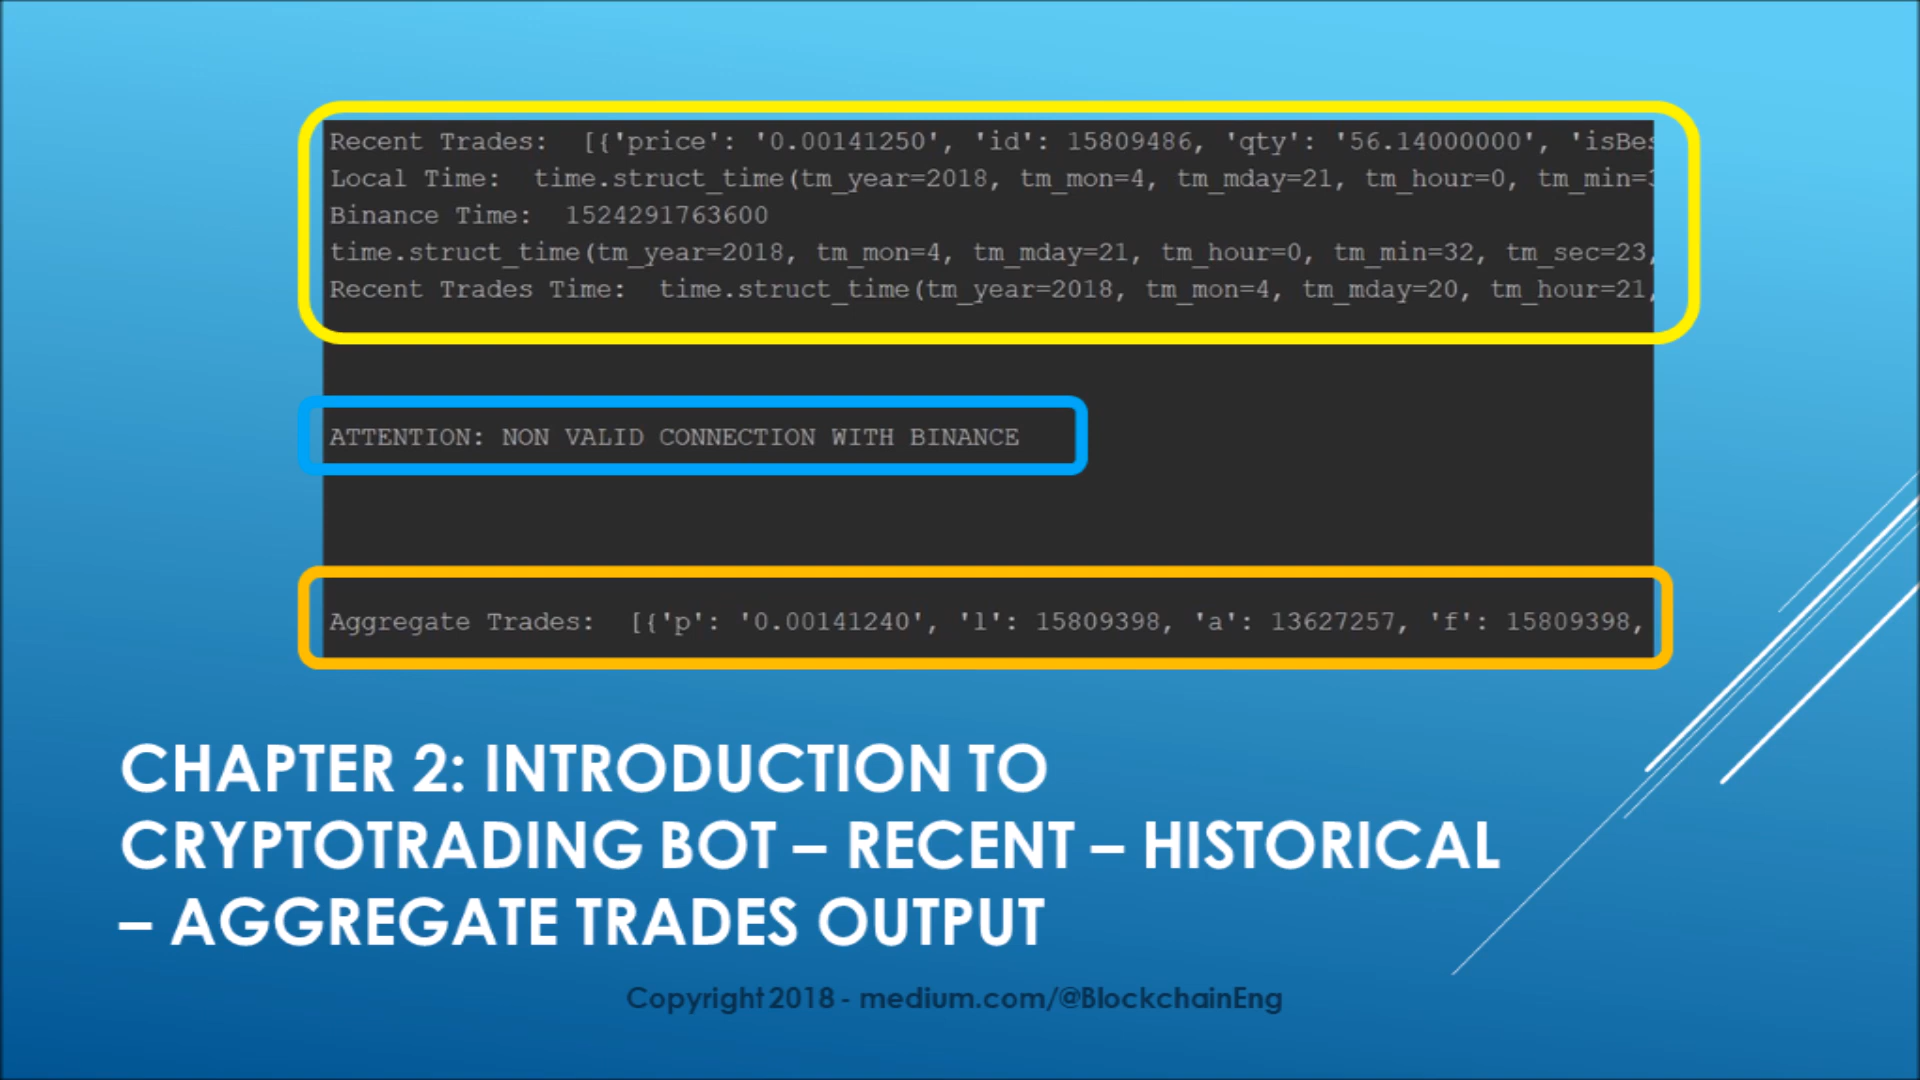 Recent Trades:  [{'price': '0.00141250', 'id': 15809486, 'qty': '56.14000000', 'isBes
Local Time:  time.struct_time(tm_year=2018, tm_mon=4, tm_mday=21, tm_hour=0, tm_min=3
Binance Time:  1524291763600
time.struct_time(tm_year=2018, tm_mon=4, tm_mday=21, tm_hour=0, tm_min=32, tm_sec=23,
Recent Trades Time:  time.struct_time(tm_year=2018, tm_mon=4, tm_mday=20, tm_hour=21,
ATTENTION: NON VALID CONNECTION WITH BINANCE
Aggregate Trades:  [{'p': '0.00141240', 'l': 15809398, 'a': 13627257, 'f': 15809398,
CHAPTER 2: INTRODUCTION TO
CRYPTOTRADING BOT – RECENT – HISTORICAL
– AGGREGATE TRADES OUTPUT
Copyright 2018 - medium.com/@BlockchainEng